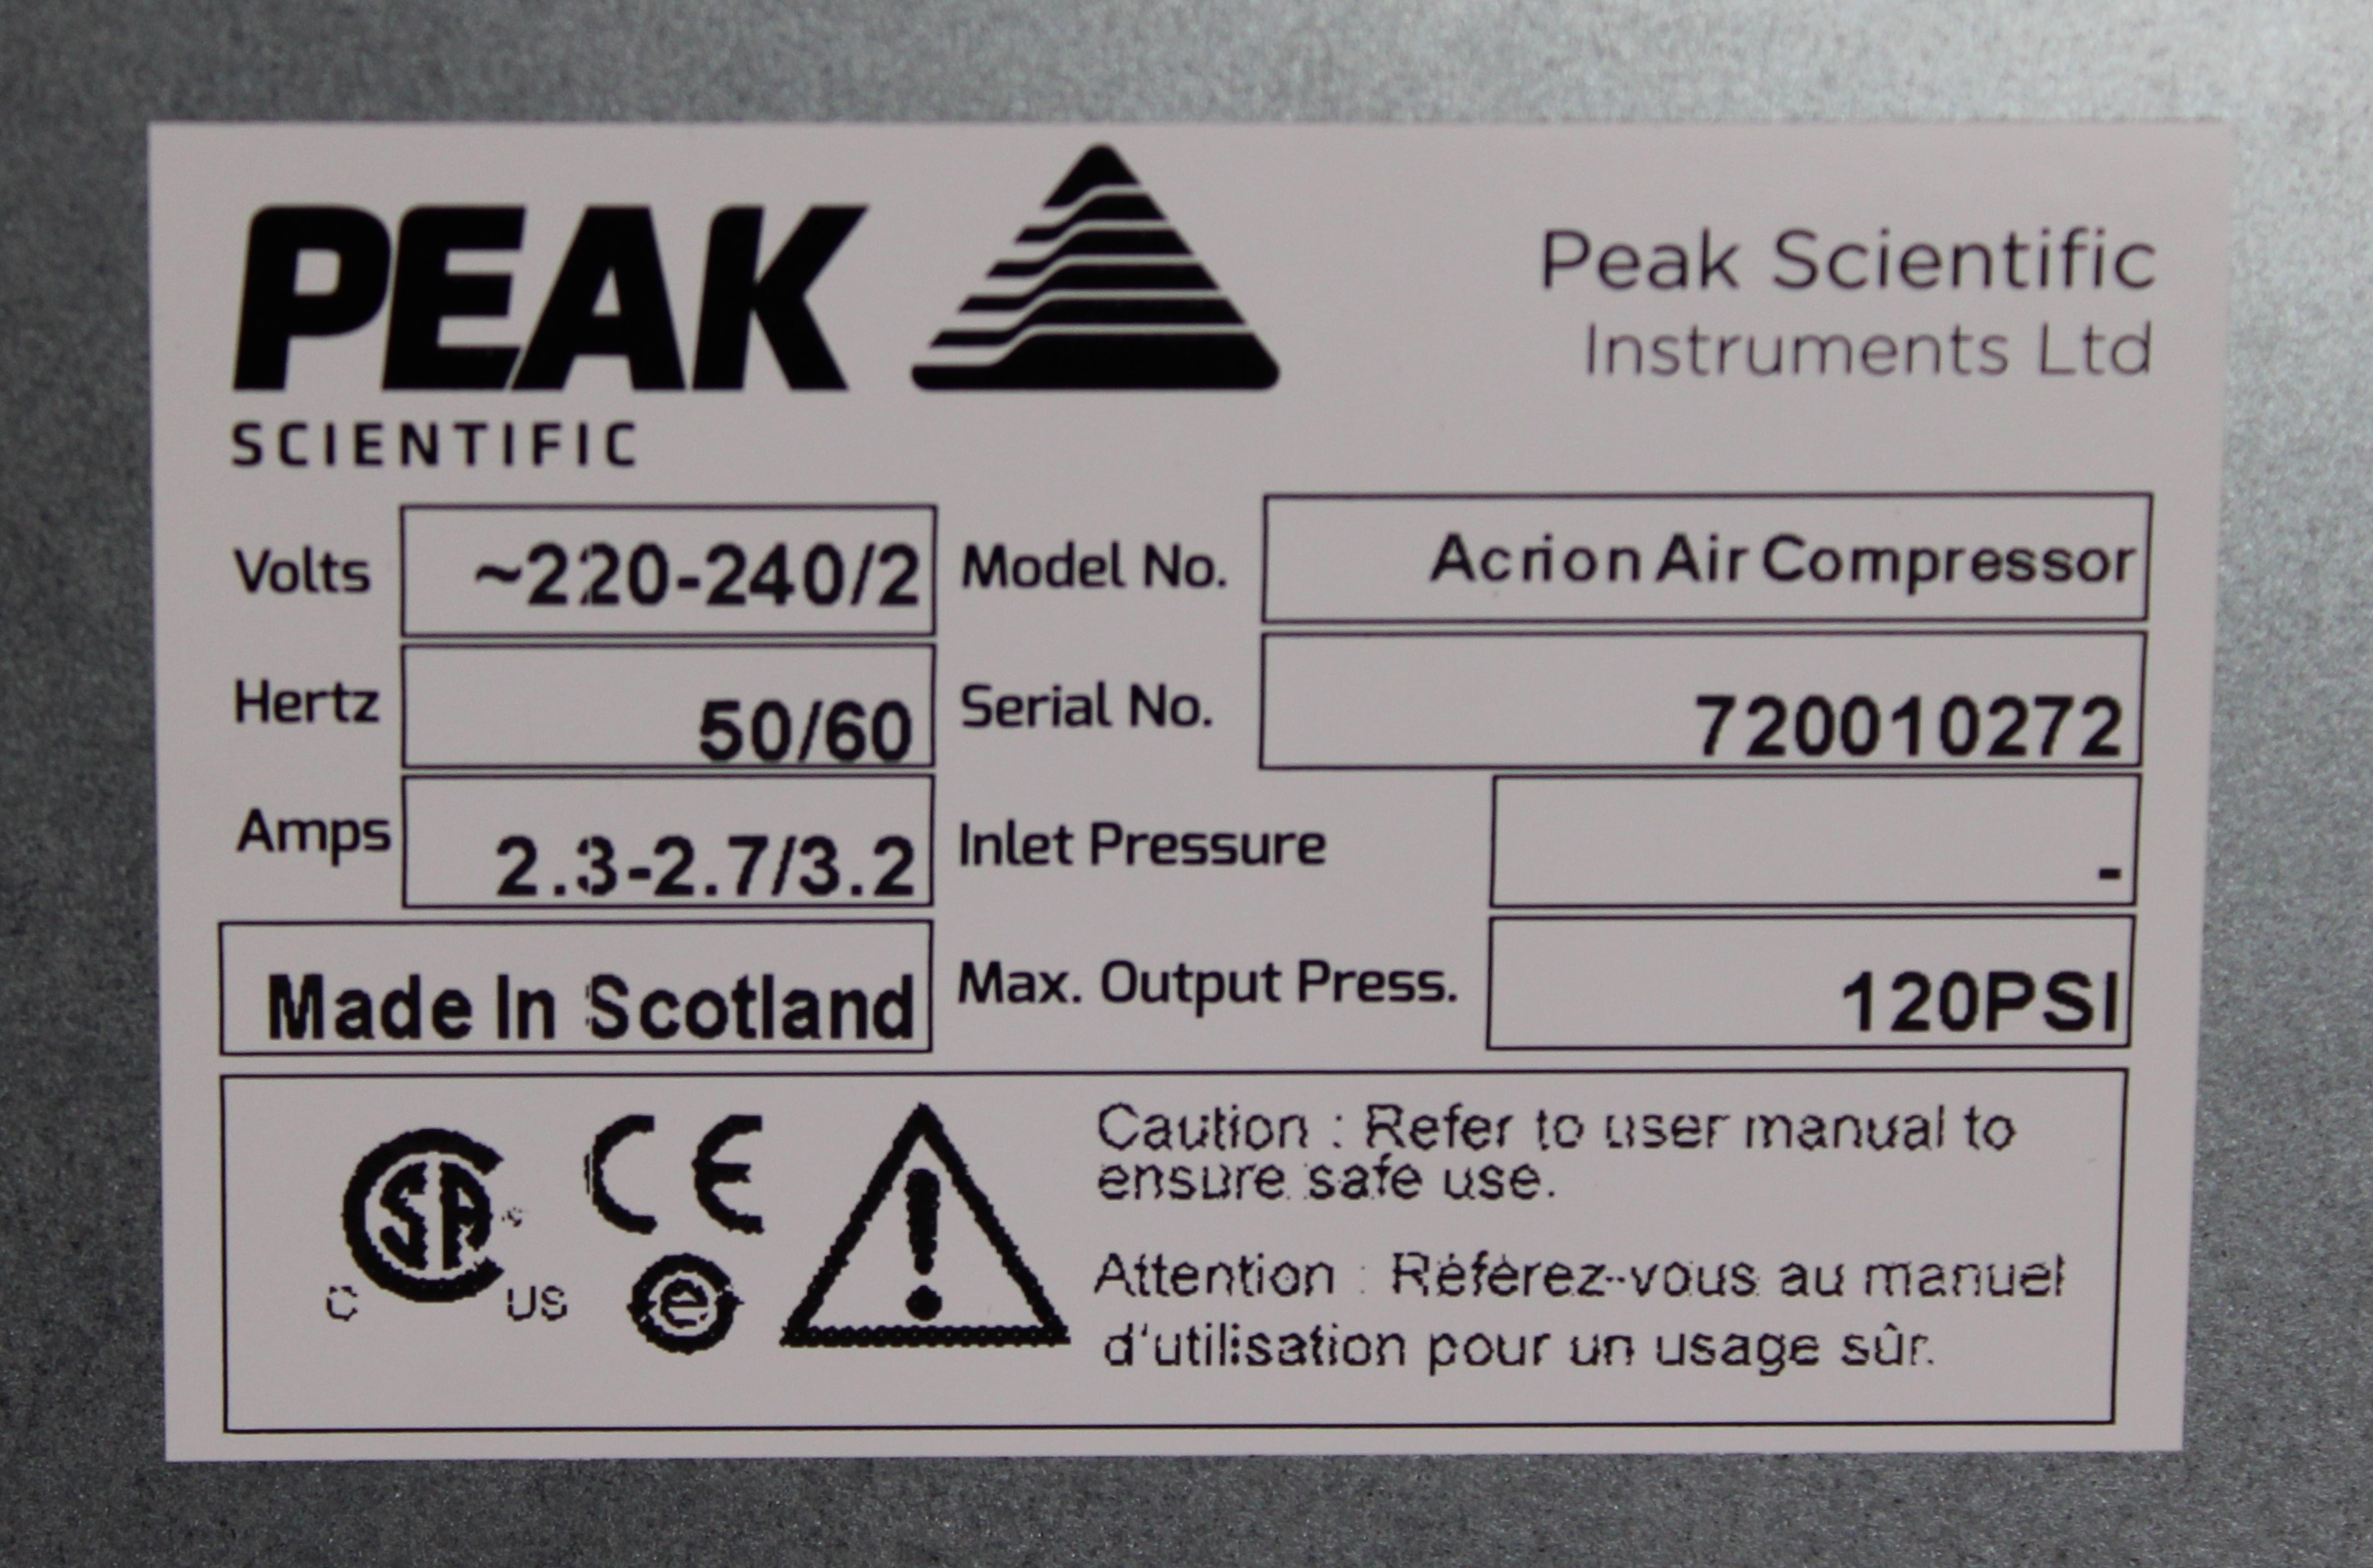 PEAK
SCIENTIFIC
Peak Scientific
Instruments Ltd
Volts ~220-240/2 Model No. Acrion Air Compressor
Hertz 50/60 Serial No. 720010272
Amps 2.3-2.7/3.2 Inlet Pressure -
Made In Scotland Max. Output Press. 120PSI
CSA
C US
CE
e
Caution : Refer to user manual to
ensure safe use.
Attention : Référez-vous au manuel
d'utilisation pour un usage sûr.